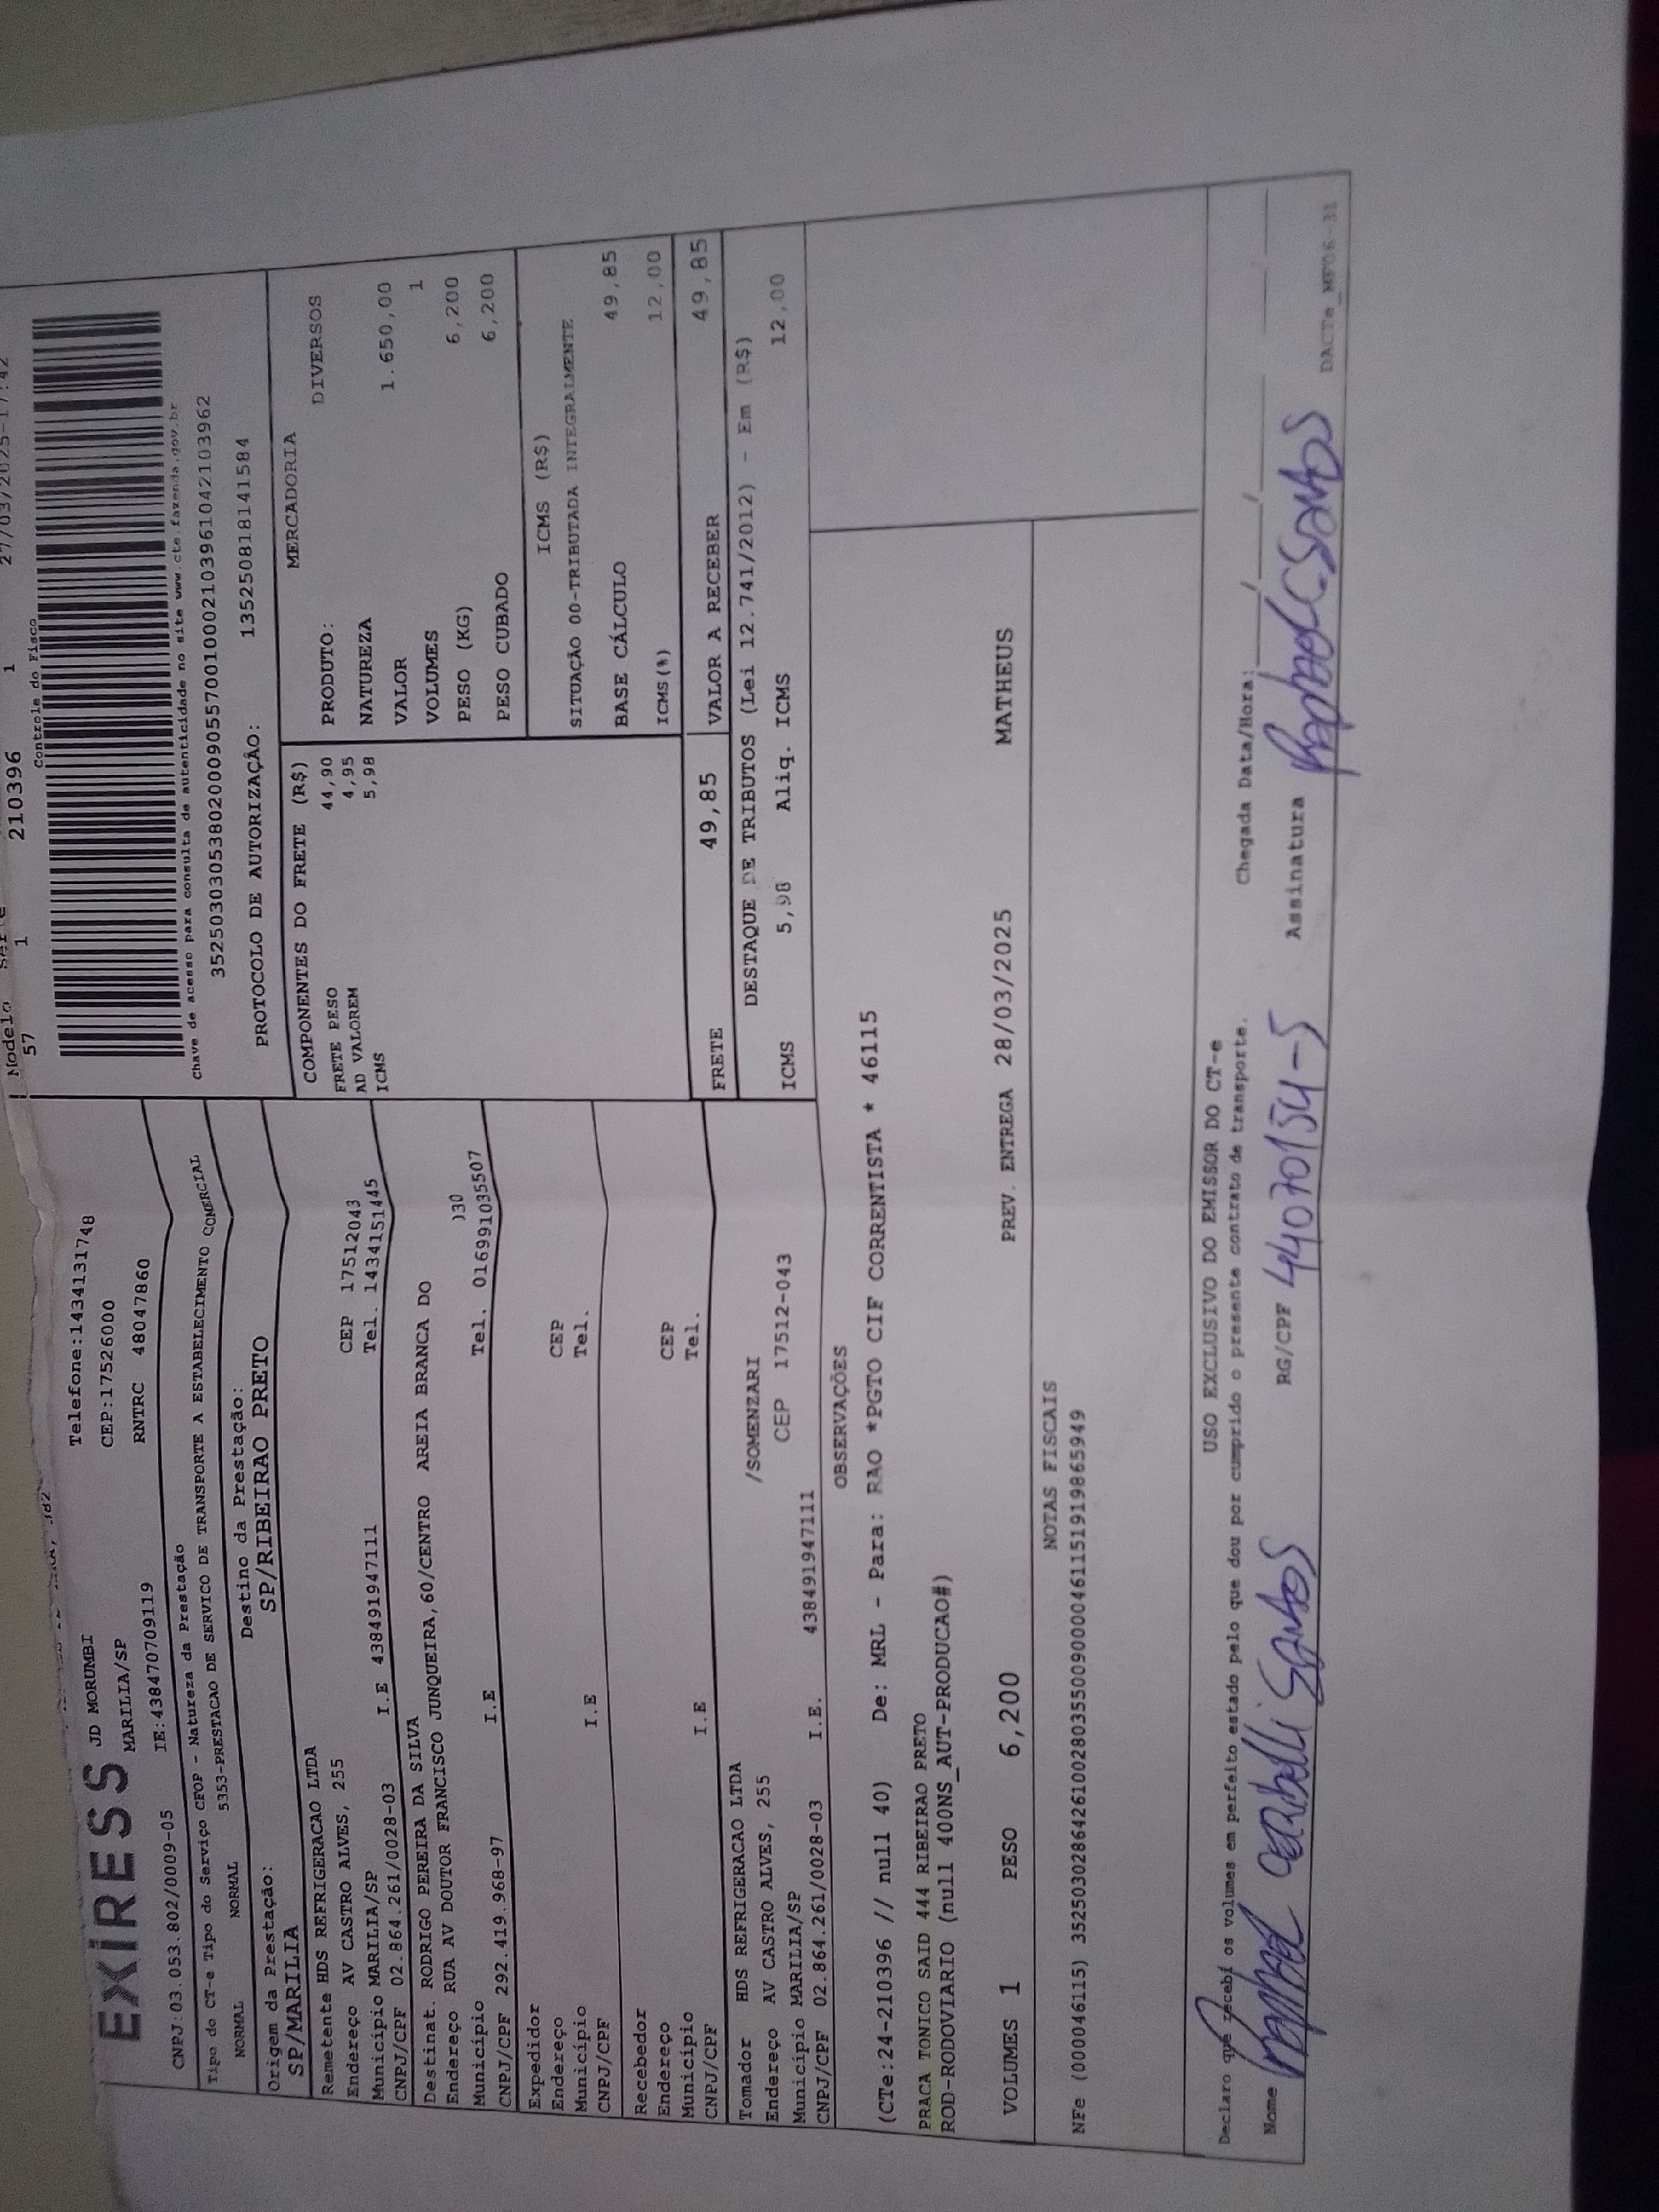 EXPRESS
JD MORUMBI
Telefone:1434131748
MARILIA/SP
CEP:17526000
CNPJ:03.053.802/0009-05
IE:438470709119
RNTRC 48047860
Tipo do CT-e Tipo do Serviço CFOP - Natureza da Prestação
NORMAL NORMAL 5353-PRESTACAO DE SERVICO DE TRANSPORTE A ESTABELECIMENTO COMERCIAL
Origem da Prestação: Destino da Prestação:
SP/MARILIA SP/RIBEIRAO PRETO
Modelo Série
57 1 210396 1 27/03/2025-17:42
Controle do Fisco
Chave de acesso para consulta de autenticidade no site www.cte.fazenda.gov.br
35250303053802000905570010002103961042103962
PROTOCOLO DE AUTORIZAÇÃO: 135250818141584
Remetente HDS REFRIGERACAO LTDA
Endereço AV CASTRO ALVES, 255 CEP 17512043
Município MARILIA/SP Tel. 1434151445
CNPJ/CPF 02.864.261/0028-03 I.E 438491947111
Destinat. RODRIGO PEREIRA DA SILVA
Endereço RUA AV DOUTOR FRANCISCO JUNQUEIRA,60/CENTRO AREIA BRANCA DO
Município )30
CNPJ/CPF 292.419.968-97 I.E Tel. 016991035507
Expedidor
Endereço CEP
Município Tel.
CNPJ/CPF I.E
Recebedor
Endereço CEP
Município Tel.
CNPJ/CPF I.E
Tomador HDS REFRIGERACAO LTDA
Endereço AV CASTRO ALVES, 255 /SOMENZARI
Município MARILIA/SP CEP 17512-043
CNPJ/CPF 02.864.261/0028-03 I.E. 438491947111
COMPONENTES DO FRETE (R$)
FRETE PESO 44,90
AD VALOREM 4,95
ICMS 5,98
MERCADORIA
PRODUTO: DIVERSOS
NATUREZA
VALOR 1.650,00
VOLUMES 1
PESO (KG) 6,200
PESO CUBADO 6,200
ICMS (R$)
SITUAÇÃO 00-TRIBUTADA INTEGRALMENTE
BASE CÁLCULO 49,85
ICMS(%) 12,00
FRETE 49,85 VALOR A RECEBER 49,85
DESTAQUE DE TRIBUTOS (Lei 12.741/2012) - Em (R$)
ICMS 5,98 Aliq. ICMS 12,00
OBSERVAÇÕES
(CTe:24-210396 // null 40) De: MRL - Para: RAO *PGTO CIF CORRENTISTA * 46115
PRACA TONICO SAID 444 RIBEIRAO PRETO
ROD-RODOVIARIO (null 400NS_AUT-PRODUCAO#)
VOLUMES 1 PESO 6,200 PREV. ENTREGA 28/03/2025 MATHEUS
NOTAS FISCAIS
NFe (000046115) 35250302864261002803550090000461151919865949
USO EXCLUSIVO DO EMISSOR DO CT-e
Declaro que recebi os volumes em perfeito estado pelo que dou por cumprido o presente contrato de transporte.
Chegada Data/Hora: / /
Nome SANTOS RG/CPF 44070154-5 Assinatura
DACTe_MF06-31